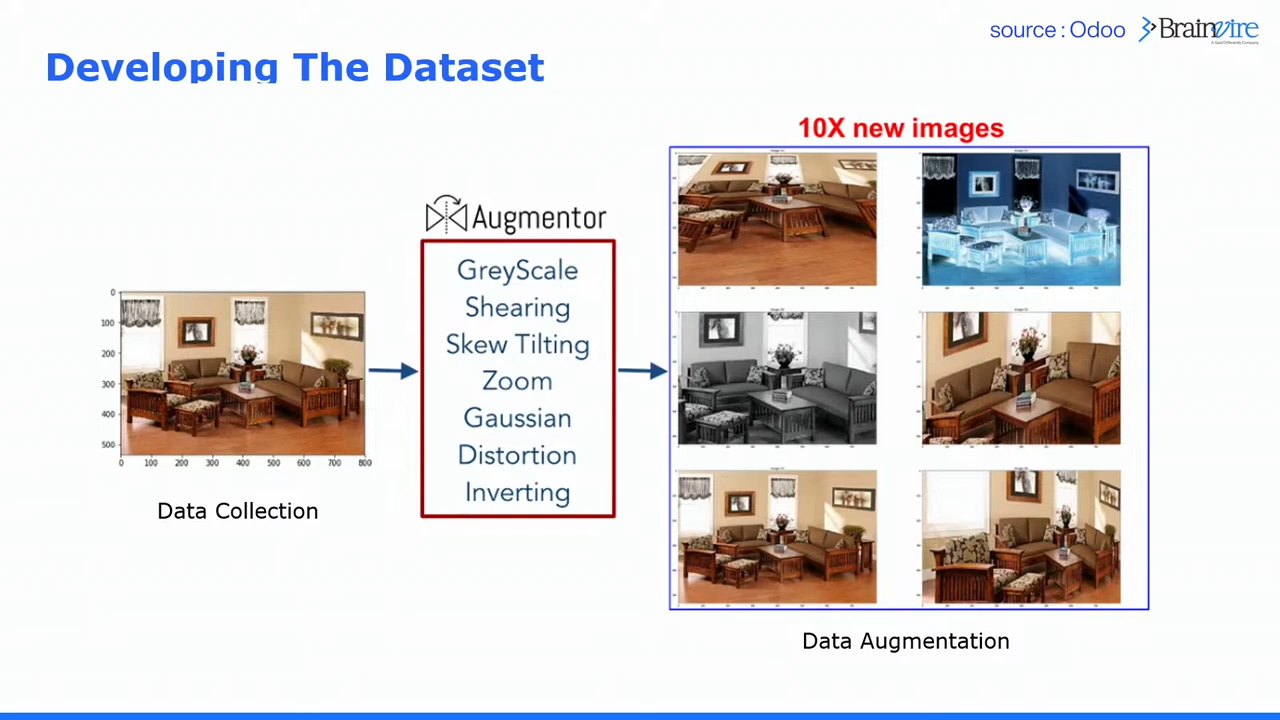 source : Odoo
Brainvire
Developing The Dataset
10X new images
Augmentor
GreyScale
Shearing
Skew Tilting
Zoom
Gaussian
Distortion
Inverting
0
100
200
300
400
500
0 100 200 300 400 500 600 700 800
Data Collection
Data Augmentation